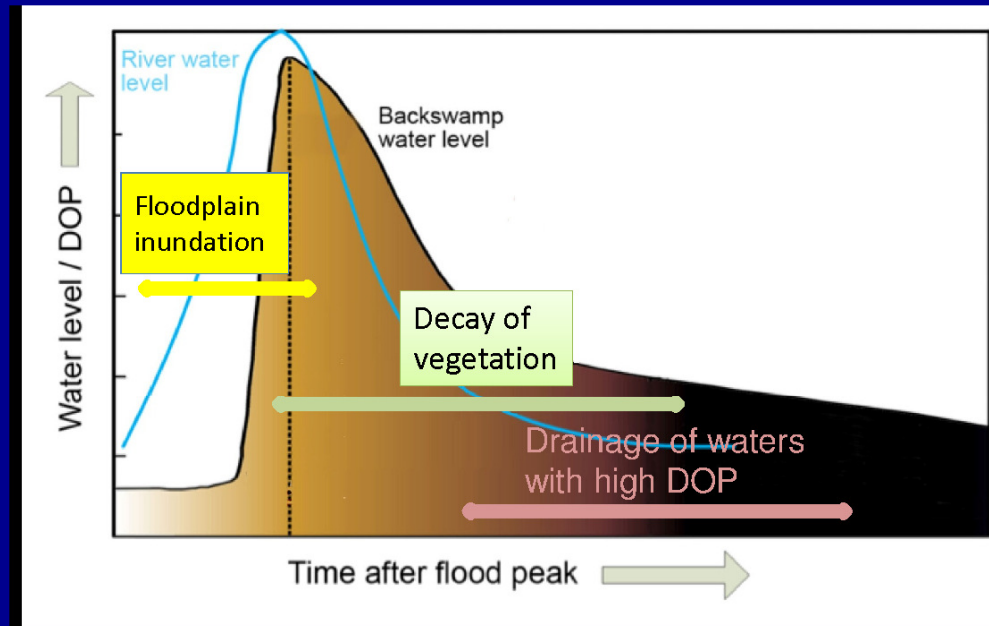 River water
level
Backswamp
water level
Floodplain
inundation
Decay of
vegetation
Drainage of waters
with high DOP
Water level / DOP
Time after flood peak